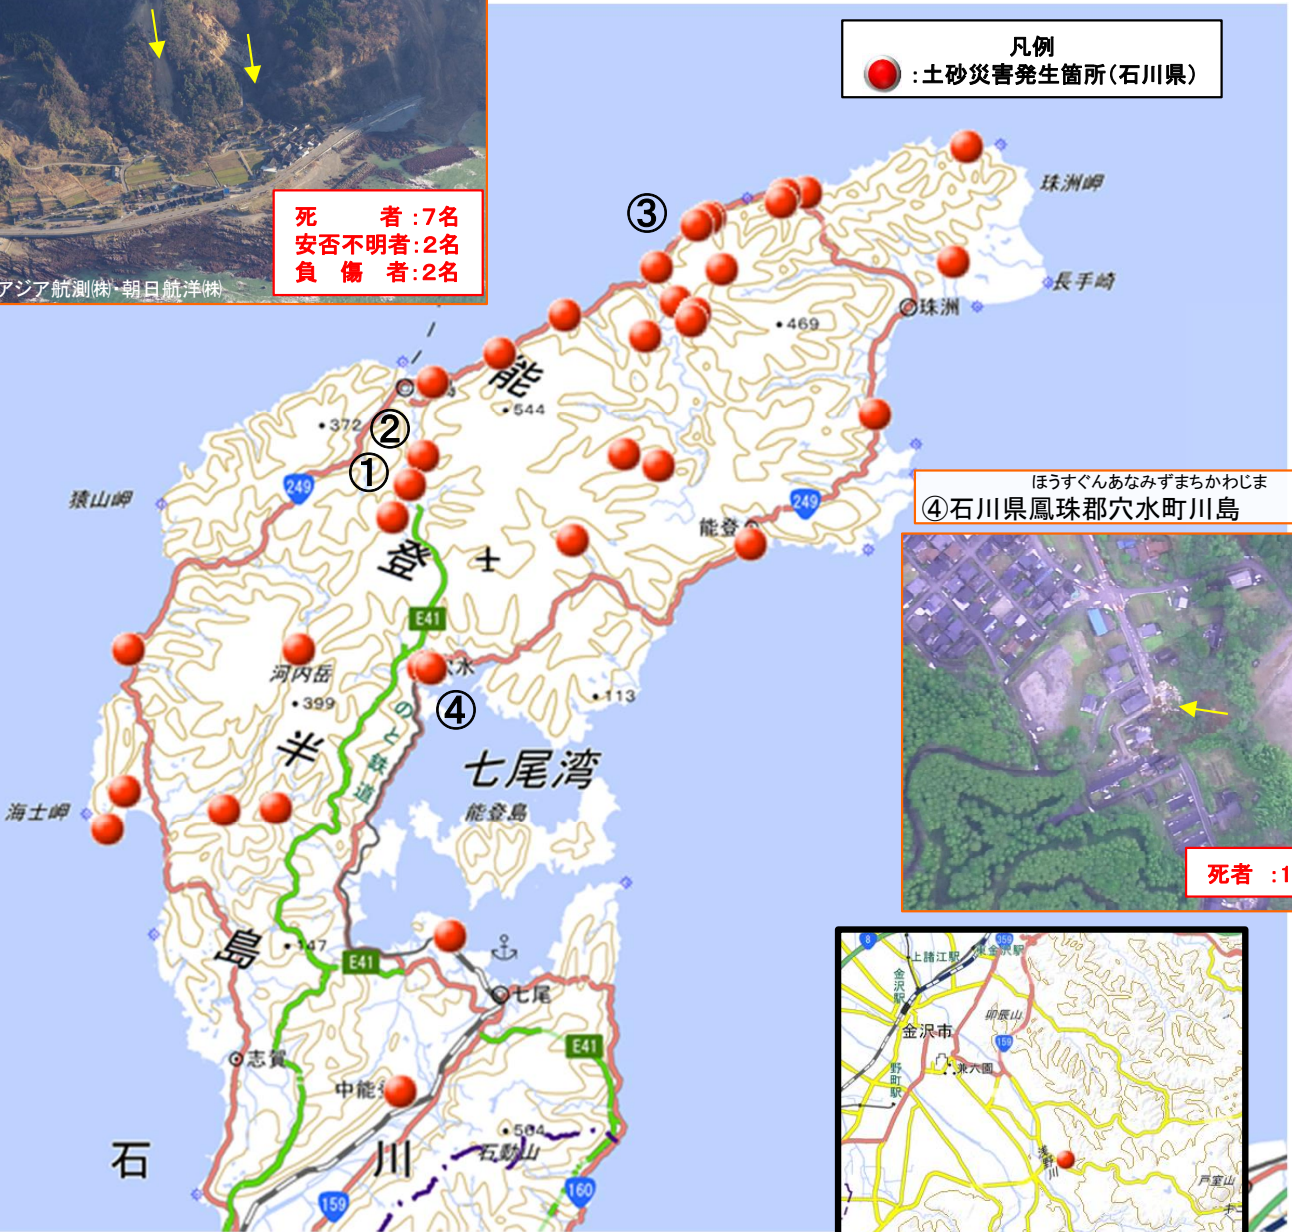 凡例
:土砂災害発生箇所(石川県)
死者:7名
安否不明者:2名
負傷者:2名
アジア航測㈱・朝日航洋㈱
③
珠洲岬
長手崎
珠洲
469
能
544
372
②
①
249
猿山岬
249
能登
ほうすぐんあなみずまちかわじま
④石川県鳳珠郡穴水町川島
登
E41
河内岳
399
水
113
④
のと鉄道
半
七尾湾
能登島
海士岬
死者:1
島
147
E41
七尾
志賀
E41
中能
504
石動山
石
川
159
160
8
359
上諸江駅
東金沢駅
金沢駅
卯辰山
金沢市
159
兼六園
野町駅
浅野川
戸室山
キ